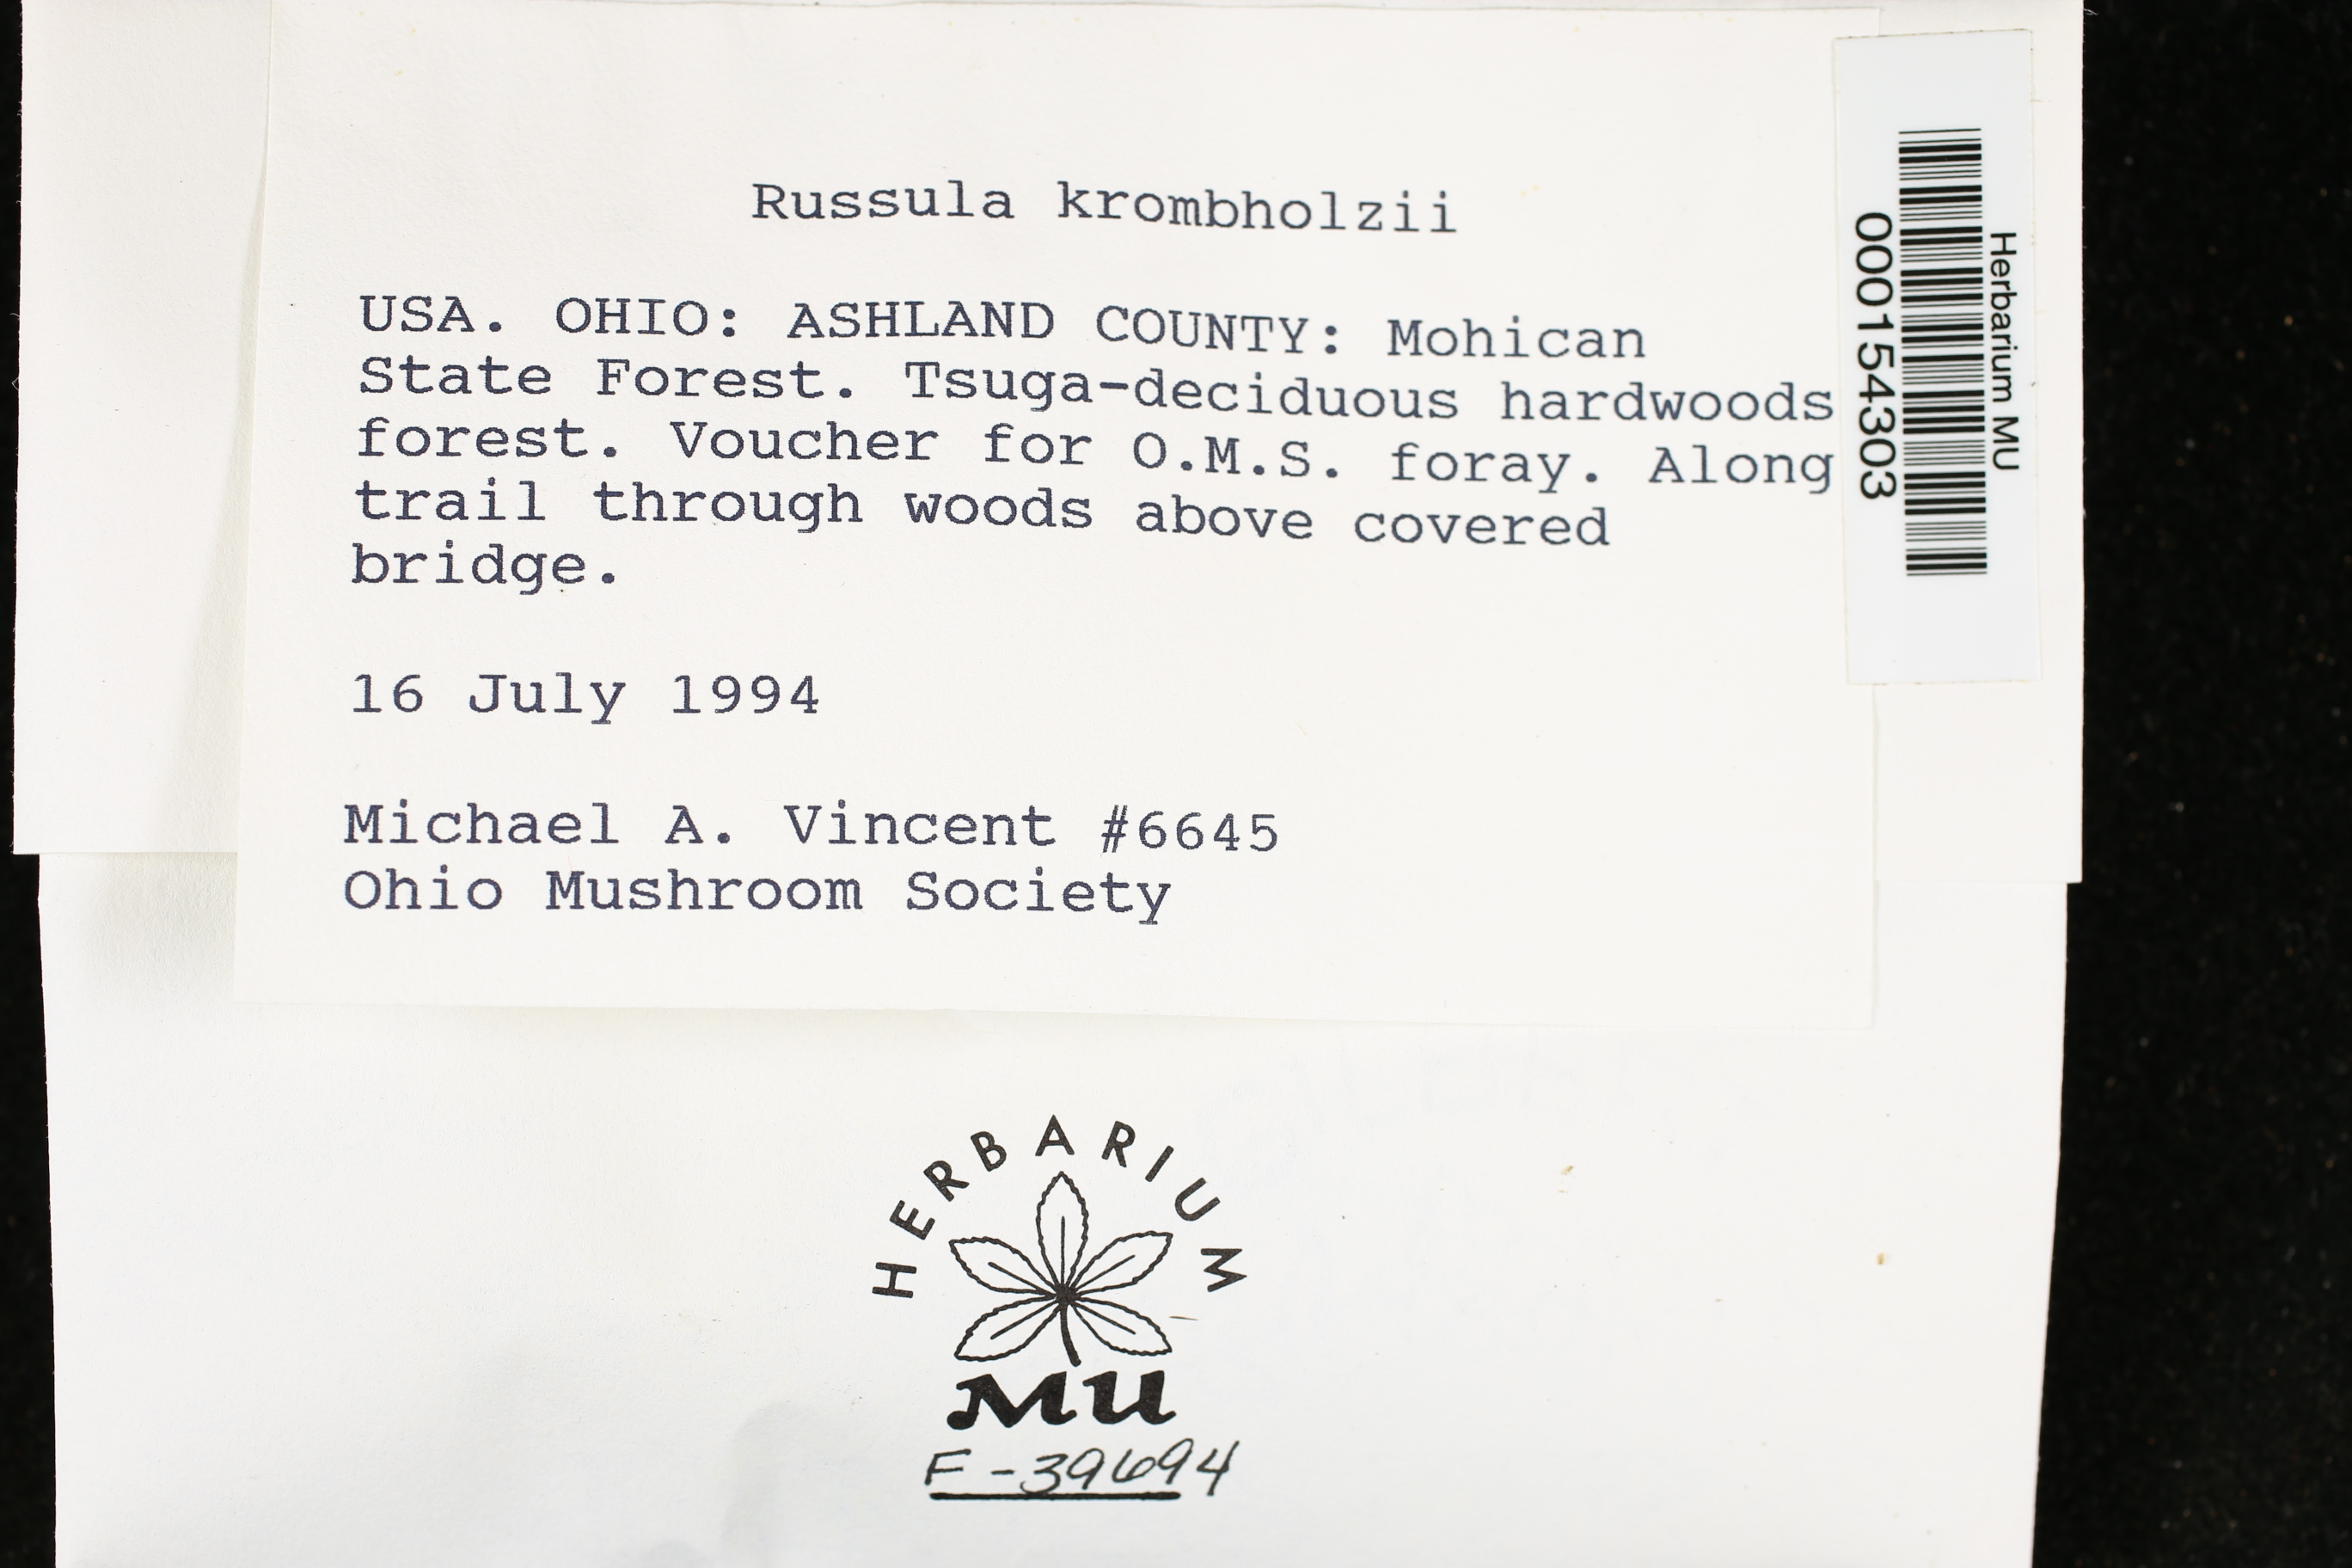 Russula krombholzii
USA. OHIO: ASHLAND COUNTY: Mohican
State Forest. Tsuga-deciduous hardwoods
forest. Voucher for O.M.S. foray. Along
trail through woods above covered
bridge.
16 July 1994
Michael A. Vincent #6645
Ohio Mushroom Society
Herbarium MU
000154303
HERBARIUM
MU
F-39694